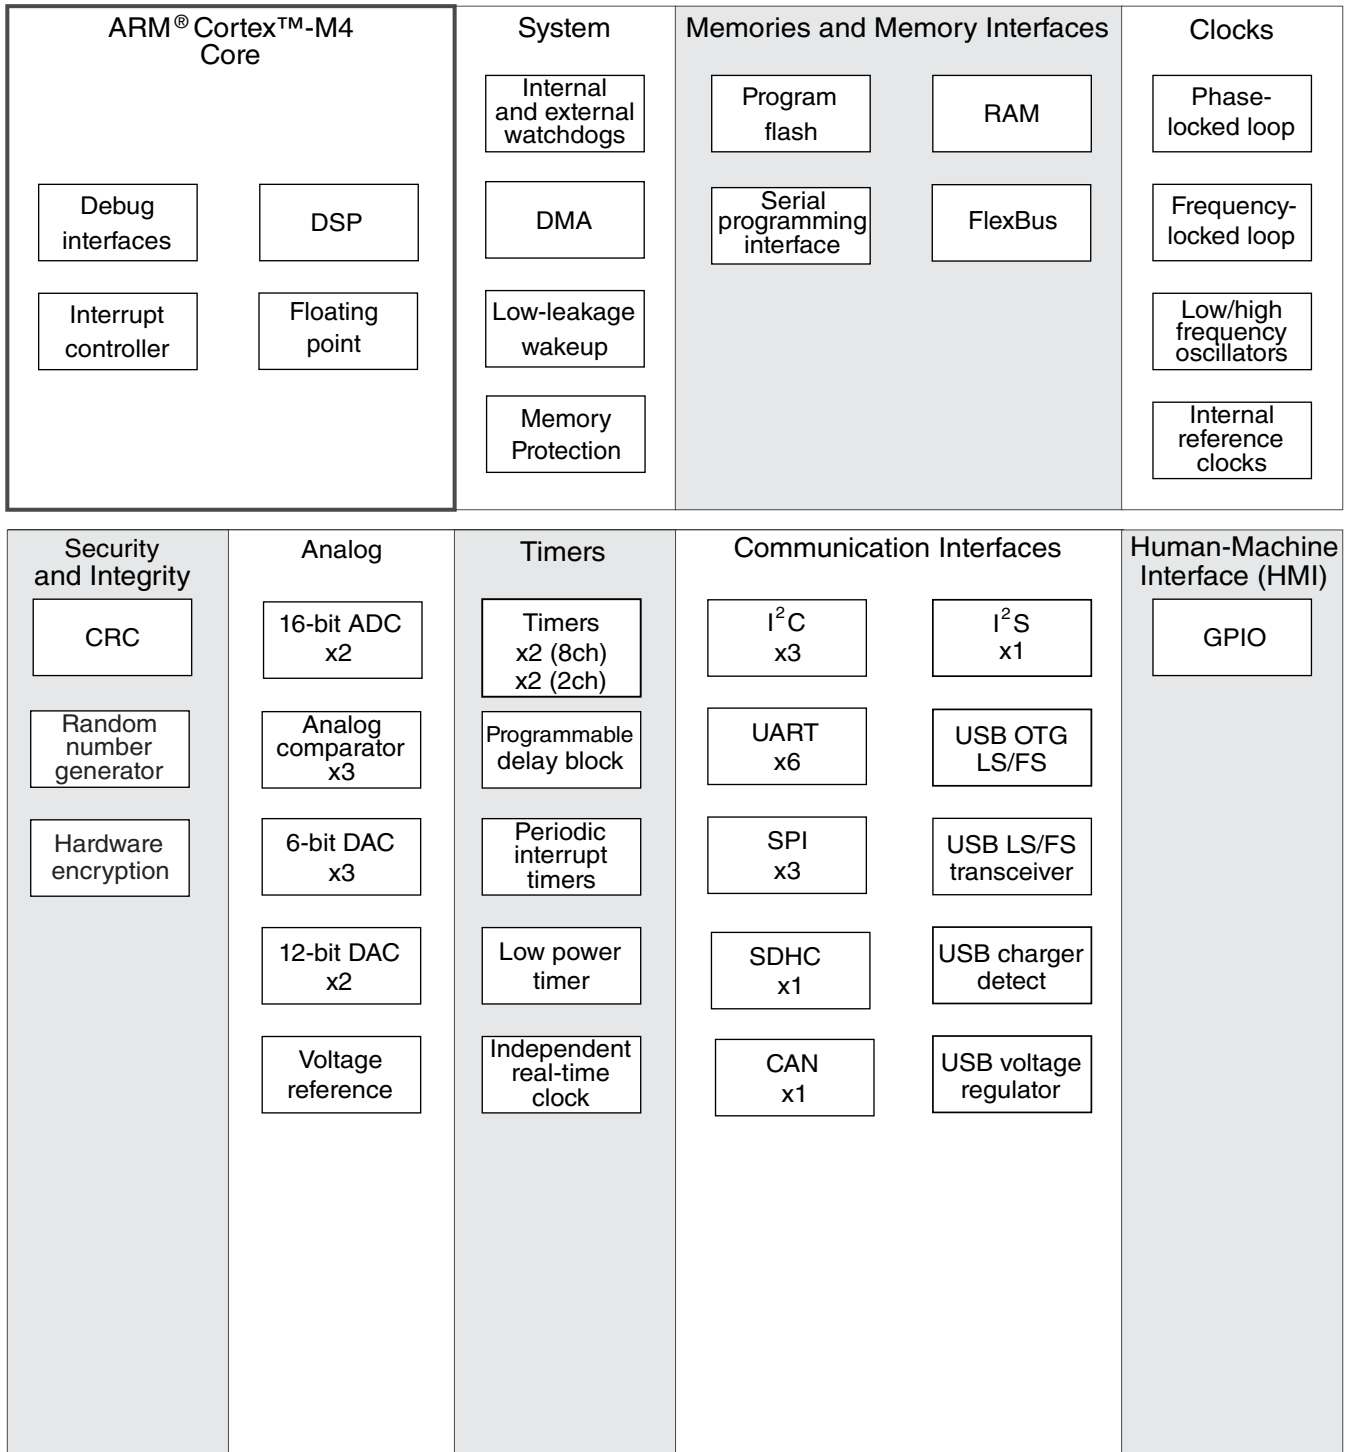 ARM® Cortex™-M4
Core
Debug
interfaces
DSP
Interrupt
controller
Floating
point
System
Internal
and external
watchdogs
DMA
Low-leakage
wakeup
Memory
Protection
Memories and Memory Interfaces
Program
flash
RAM
Serial
programming
interface
FlexBus
Clocks
Phase-
locked loop
Frequency-
locked loop
Low/high
frequency
oscillators
Internal
reference
clocks
Security
and Integrity
CRC
Random
number
generator
Hardware
encryption
Analog
16-bit ADC
x2
Analog
comparator
x3
6-bit DAC
x3
12-bit DAC
x2
Voltage
reference
Timers
Timers
x2 (8ch)
x2 (2ch)
Programmable
delay block
Periodic
interrupt
timers
Low power
timer
Independent
real-time
clock
Communication Interfaces
I²C
x3
I²S
x1
UART
x6
USB OTG
LS/FS
SPI
x3
USB LS/FS
transceiver
SDHC
x1
USB charger
detect
CAN
x1
USB voltage
regulator
Human-Machine
Interface (HMI)
GPIO